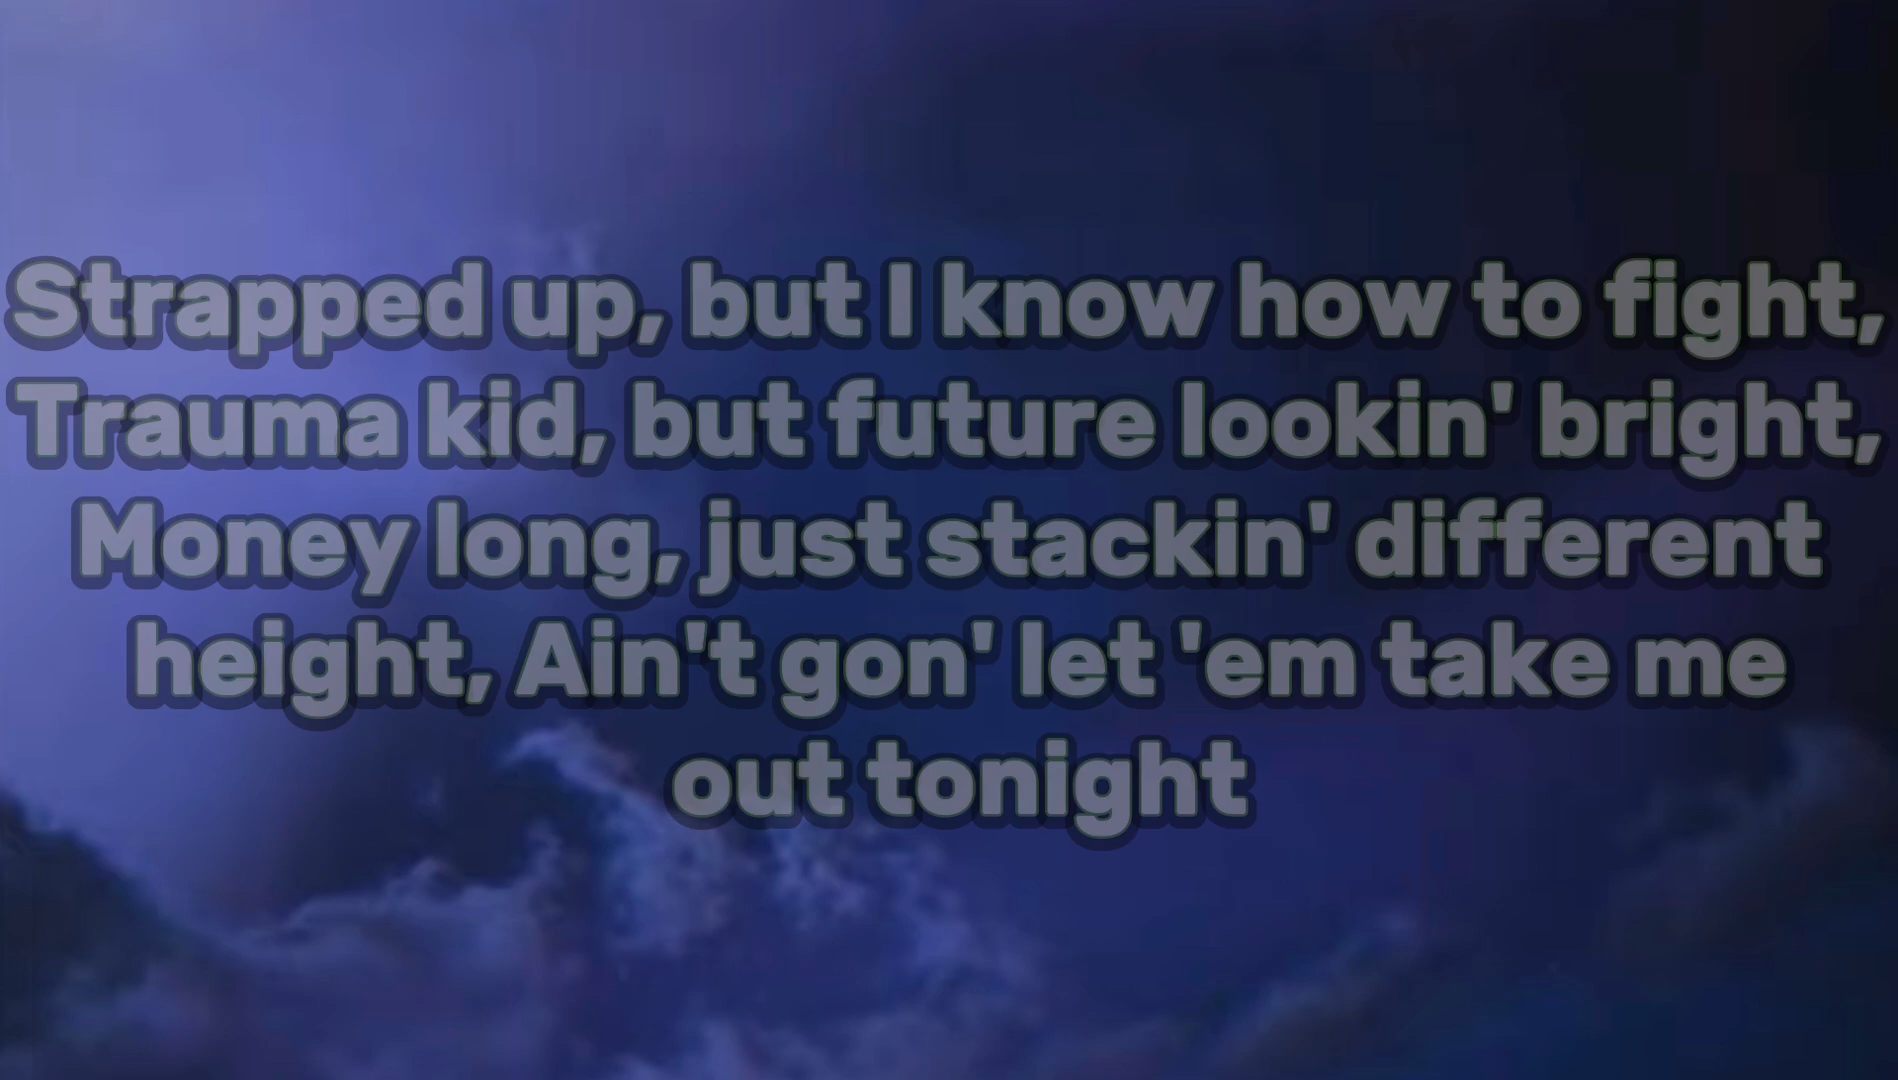 Strapped up, but I know how to fight,
Trauma kid, but future lookin' bright,
Money long, just stackin' different
height, Ain't gon' let 'em take me
out tonight